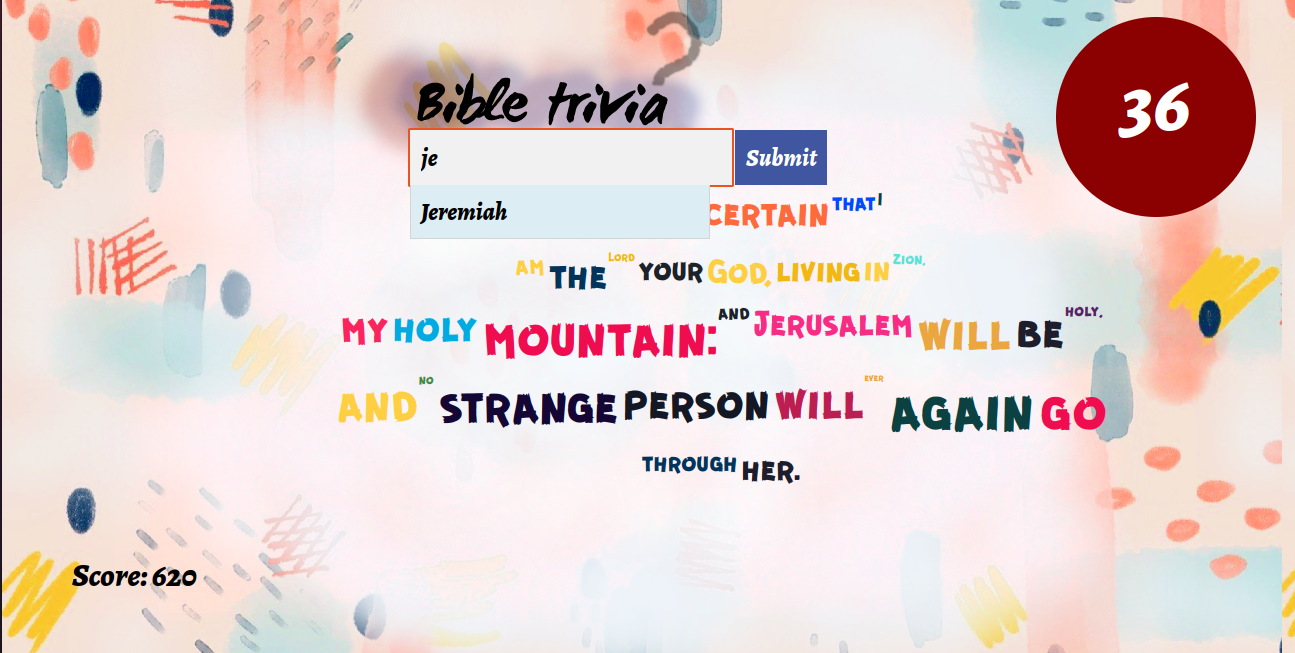 ?
Bible trivia
36
je
Submit
Jeremiah
CERTAIN THAT I
AM THE LORD YOUR GOD, LIVING IN ZION,
MY HOLY MOUNTAIN: AND JERUSALEM WILL BE HOLY,
AND NO STRANGE PERSON WILL EVER AGAIN GO
THROUGH HER.
Score: 620